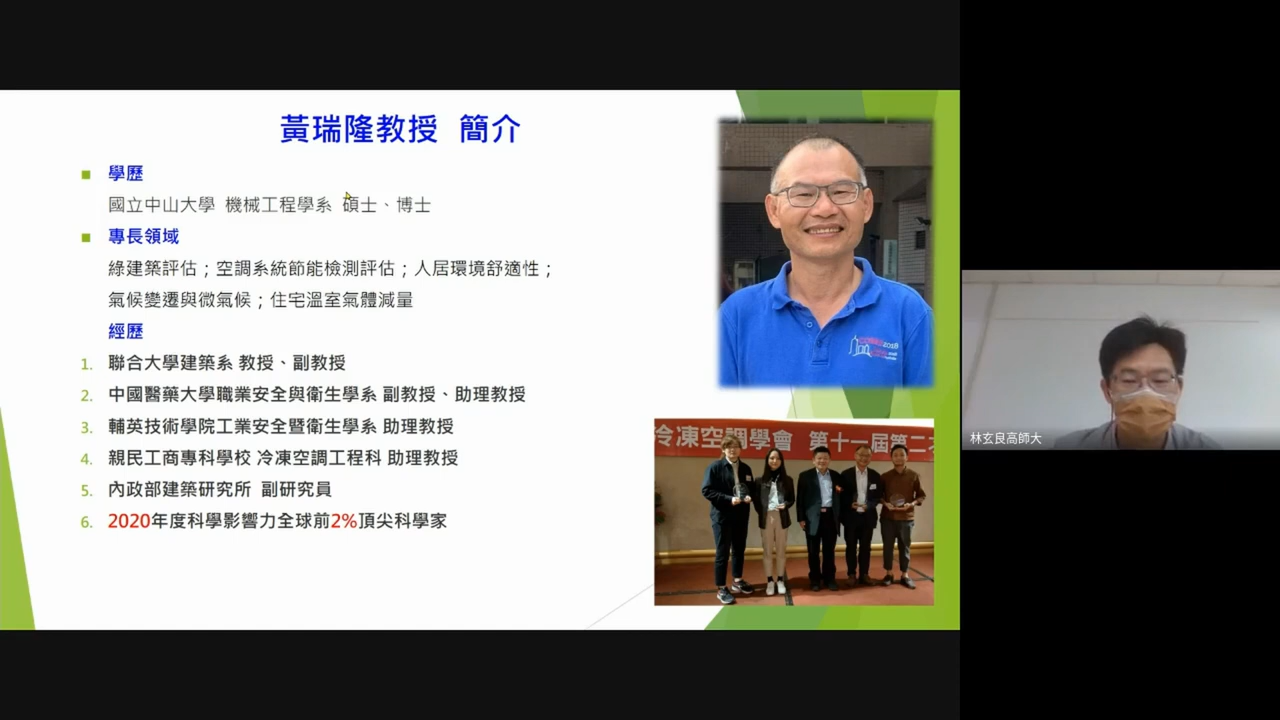 黃瑞隆教授 簡介
學歷
國立中山大學 機械工程學系 碩士、博士
專長領域
綠建築評估；空調系統節能檢測評估；人居環境舒適性；
氣候變遷與微氣候；住宅溫室氣體減量
經歷
1. 聯合大學建築系 教授、副教授
2. 中國醫藥大學職業安全與衛生學系 副教授、助理教授
3. 輔英技術學院工業安全暨衛生學系 助理教授
4. 親民工商專科學校 冷凍空調工程科 助理教授
5. 內政部建築研究所 副研究員
6. 2020年度科學影響力全球前2%頂尖科學家
冷凍空調學會 第十一屆第二
林玄良高師大